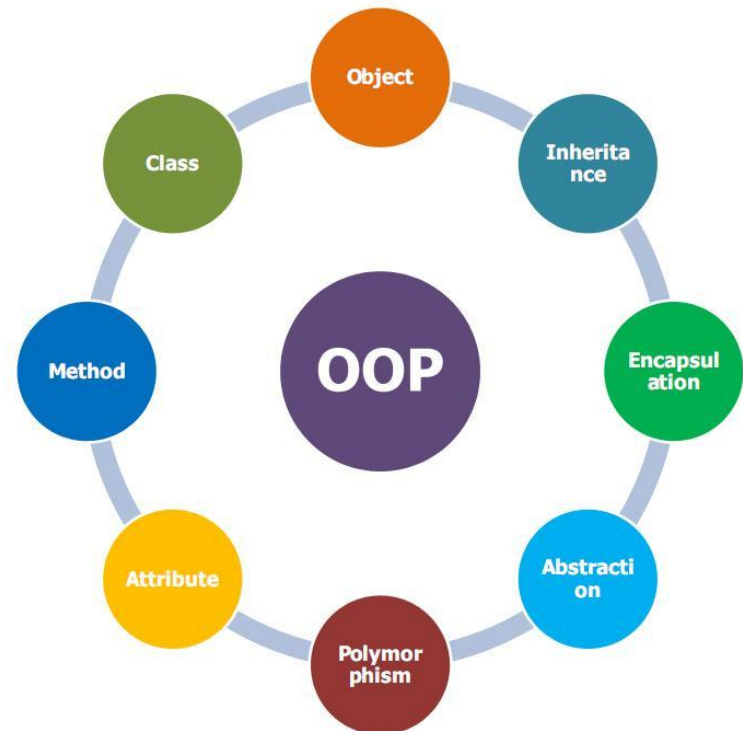 Object
Inherita
nce
Encapsul
ation
Abstracti
on
Polymor
phism
Attribute
Method
Class
OOP